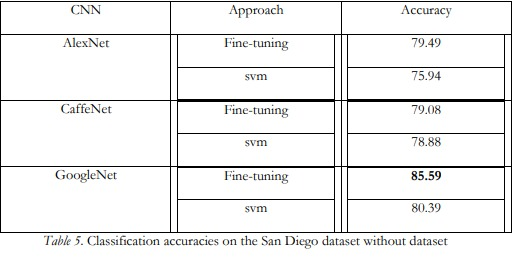 CNN Approach Accuracy
AlexNet Fine-tuning 79.49
svm 75.94
CaffeNet Fine-tuning 79.08
svm 78.88
GoogleNet Fine-tuning 85.59
svm 80.39
Table 5. Classification accuracies on the San Diego dataset without dataset